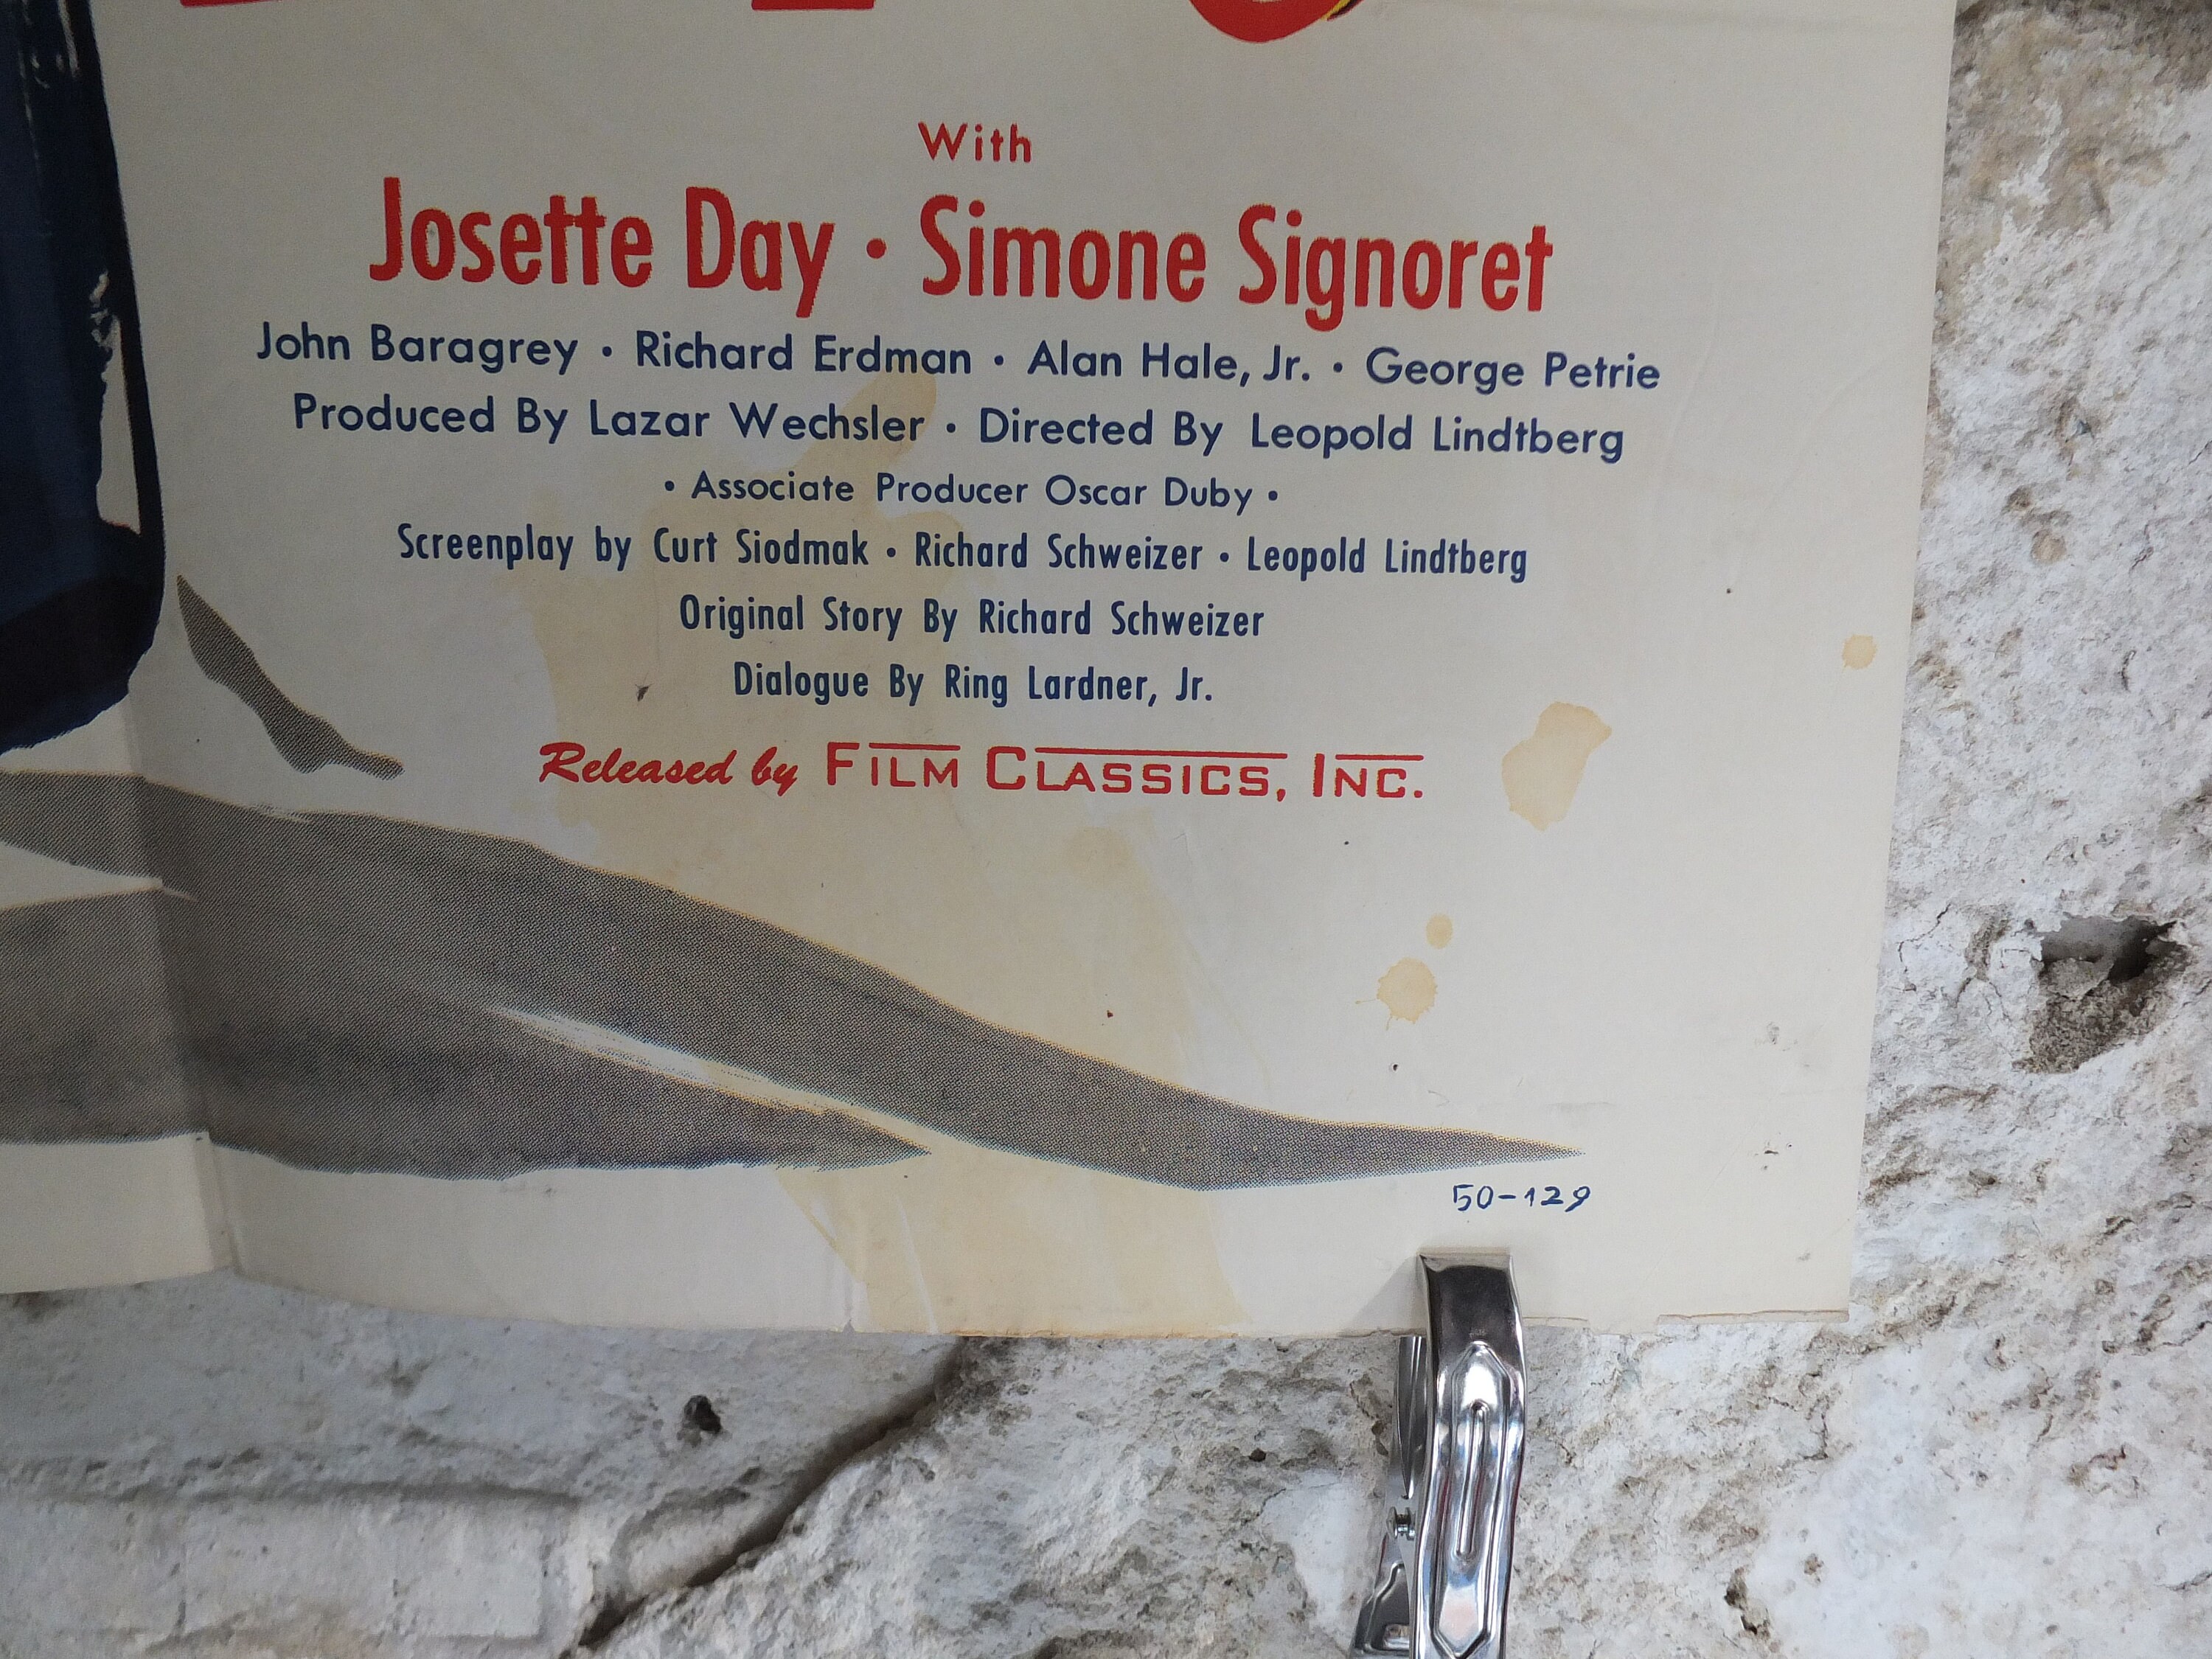 With
Josette Day • Simone Signoret
John Baragrey • Richard Erdman • Alan Hale, Jr. • George Petrie
Produced By Lazar Wechsler • Directed By Leopold Lindtberg
• Associate Producer Oscar Duby •
Screenplay by Curt Siodmak • Richard Schweizer • Leopold Lindtberg
Original Story By Richard Schweizer
Dialogue By Ring Lardner, Jr.
Released by FILM CLASSICS, INC.
50-129